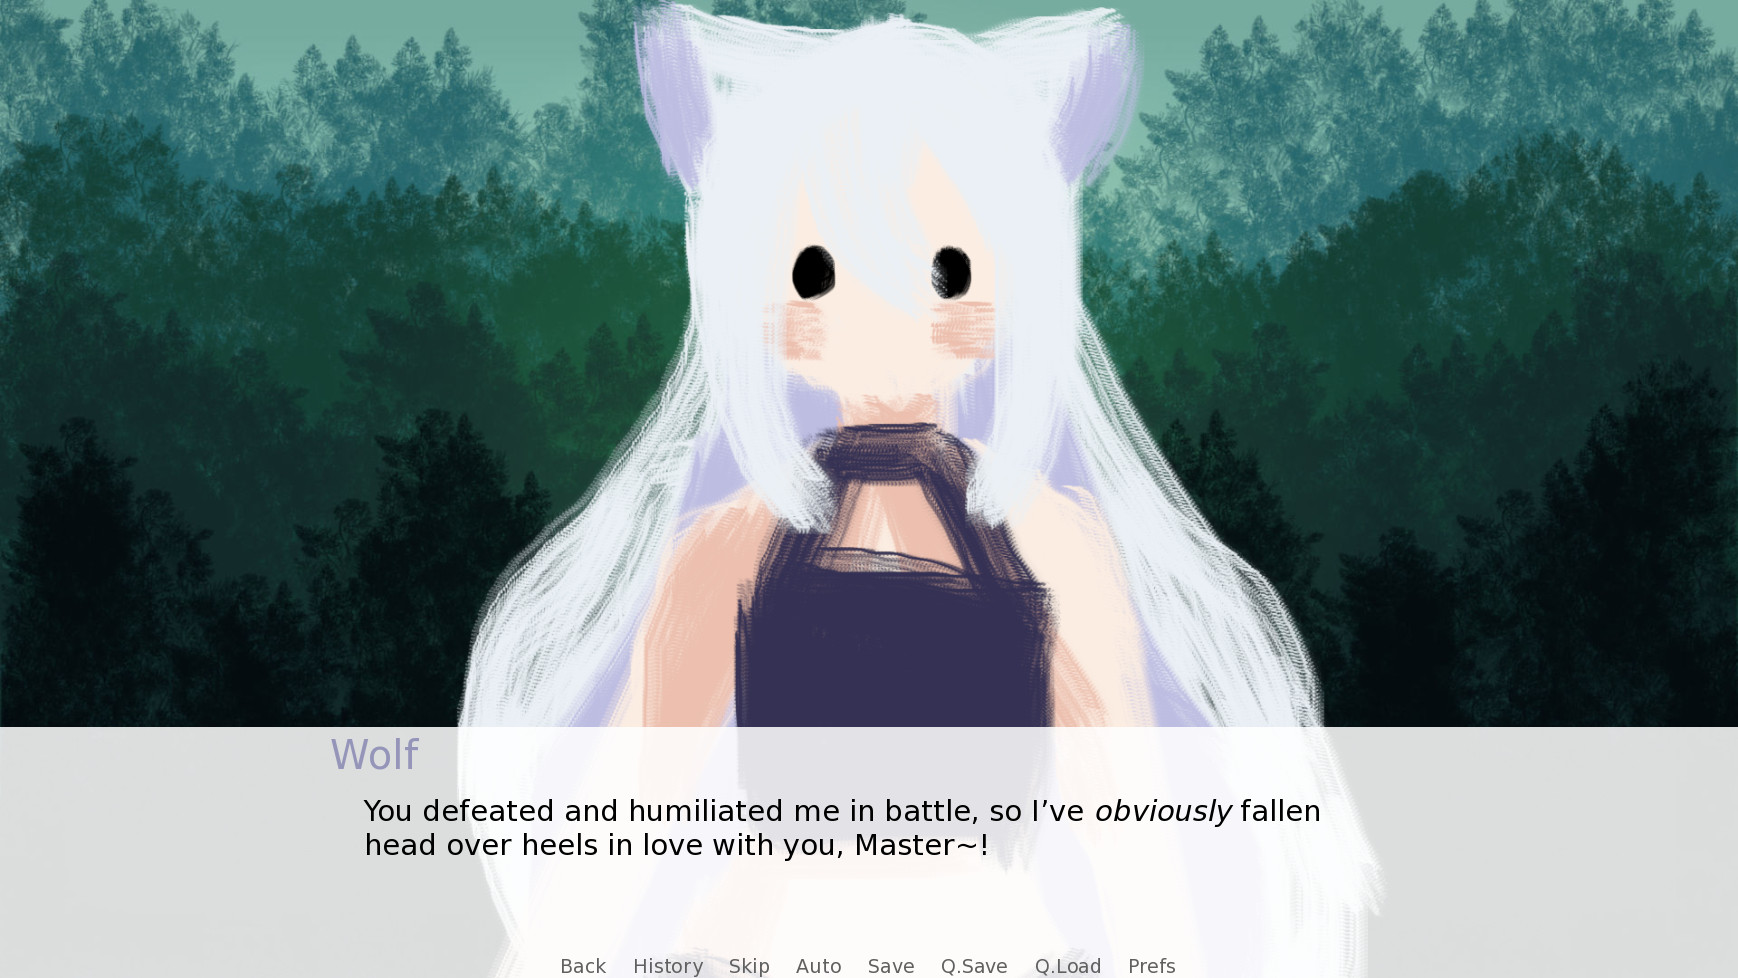 Wolf
You defeated and humiliated me in battle, so I’ve obviously fallen
head over heels in love with you, Master~!
Back History Skip Auto Save Q.Save Q.Load Prefs